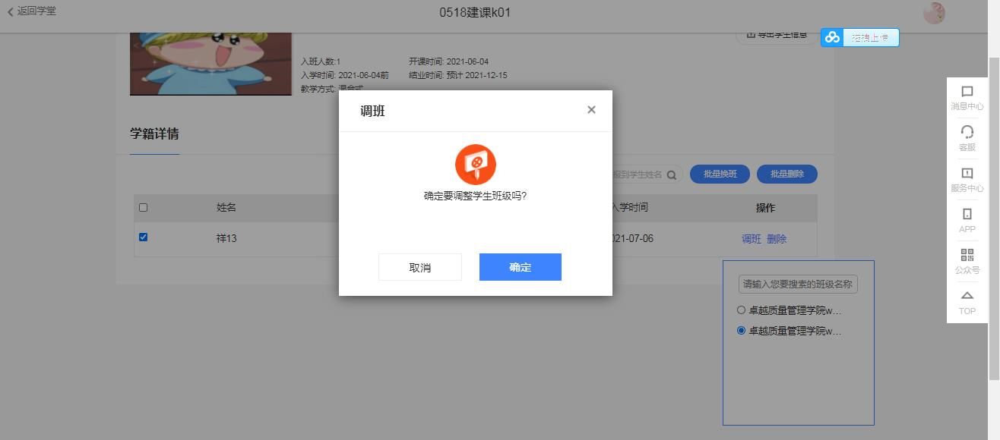 返回学堂
0518建课k01
导出学生信息
拖拽上传
入班人数:1
开课时间: 2021-06-04
入学时间: 2021-06-04前
结业时间: 预计 2021-12-15
教学方式: 混合式
调班
确定要调整学生班级吗?
取消
确定
学籍详情
报到学生姓名
批量换班
批量删除
姓名
入学时间
操作
祥13
021-07-06
调班 删除
请输入您要搜索的班级名称
卓越质量管理学院w...
卓越质量管理学院w...
消息中心
客服
服务中心
APP
公众号
TOP